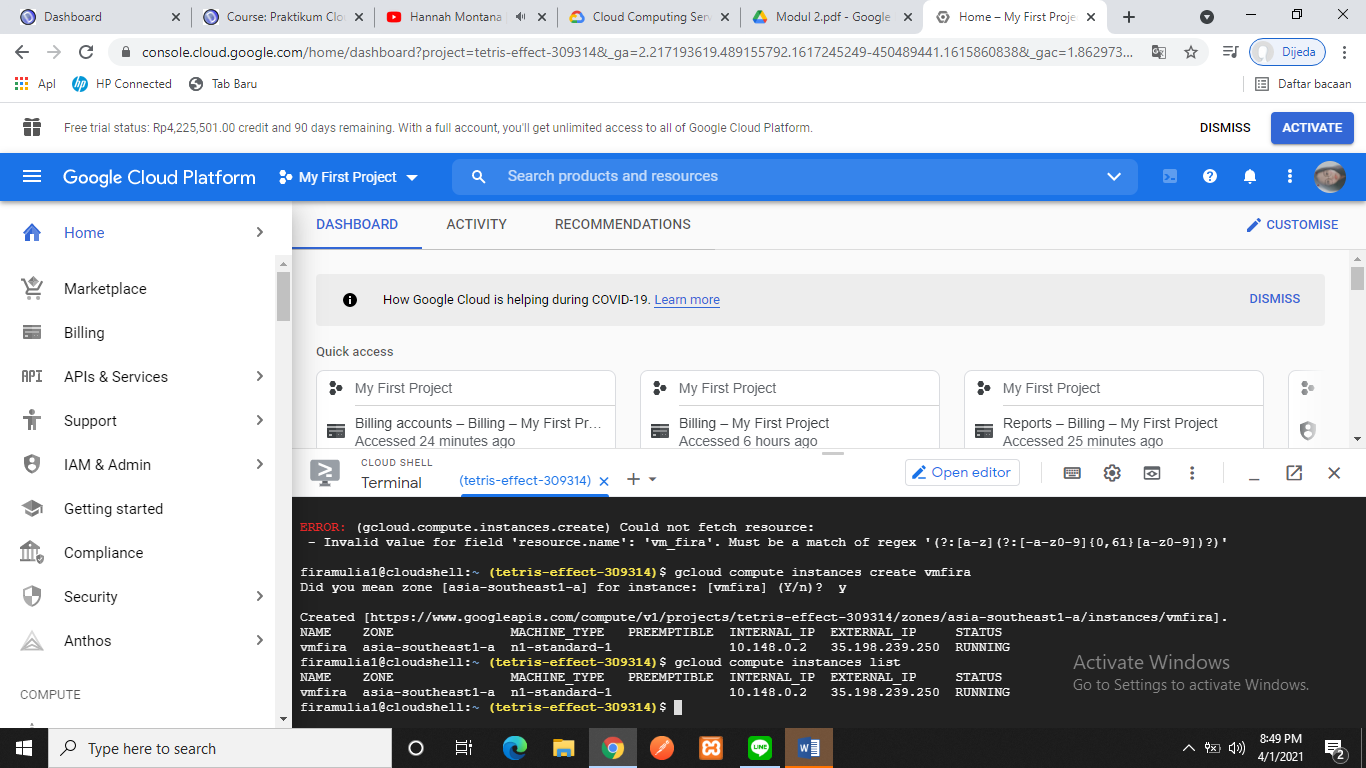 Dashboard
Course: Praktikum Clo
Hannah Montana
Cloud Computing Ser
Modul 2.pdf - Google
Home – My First Proje
console.cloud.google.com/home/dashboard?project=tetris-effect-309314&_ga=2.217193619.489155792.1617245249-450489441.1615860838&_gac=1.862973...
Dijeda
Apl
HP Connected
Tab Baru
Daftar bacaan
Free trial status: Rp4,225,501.00 credit and 90 days remaining. With a full account, you'll get unlimited access to all of Google Cloud Platform.
DISMISS
ACTIVATE
Google Cloud Platform
My First Project
Search products and resources
Home
Marketplace
Billing
API APIs & Services
Support
IAM & Admin
Getting started
Compliance
Security
Anthos
COMPUTE
DASHBOARD
ACTIVITY
RECOMMENDATIONS
CUSTOMISE
How Google Cloud is helping during COVID-19. Learn more
DISMISS
Quick access
My First Project
Billing accounts – Billing – My First Pr...
Accessed 24 minutes ago
My First Project
Billing – My First Project
Accessed 6 hours ago
My First Project
Reports – Billing – My First Project
Accessed 25 minutes ago
CLOUD SHELL
Terminal
(tetris-effect-309314)
Open editor
ERROR: (gcloud.compute.instances.create) Could not fetch resource:
- Invalid value for field 'resource.name': 'vm_fira'. Must be a match of regex '(?:[a-z](?:[-a-z0-9]{0,61}[a-z0-9])?)'
firamulia1@cloudshell:~ (tetris-effect-309314)$ gcloud compute instances create vmfira
Did you mean zone [asia-southeast1-a] for instance: [vmfira] (Y/n)? y
Created [https://www.googleapis.com/compute/v1/projects/tetris-effect-309314/zones/asia-southeast1-a/instances/vmfira].
NAME ZONE MACHINE_TYPE PREEMPTIBLE INTERNAL_IP EXTERNAL_IP STATUS
vmfira asia-southeast1-a n1-standard-1 10.148.0.2 35.198.239.250 RUNNING
firamulia1@cloudshell:~ (tetris-effect-309314)$ gcloud compute instances list
NAME ZONE MACHINE_TYPE PREEMPTIBLE INTERNAL_IP EXTERNAL_IP STATUS
vmfira asia-southeast1-a n1-standard-1 10.148.0.2 35.198.239.250 RUNNING
firamulia1@cloudshell:~ (tetris-effect-309314)$
Activate Windows
Go to Settings to activate Windows.
Type here to search
LINE
W
8:49 PM
4/1/2021
2